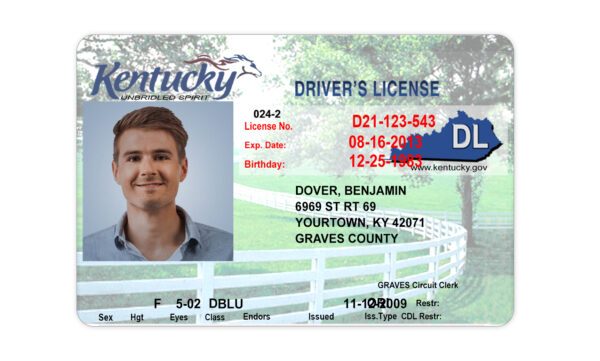 Kentucky
UNBRIDLED SPIRIT
DRIVER'S LICENSE
024-2
License No. D21-123-543
Exp. Date: 08-16-2013
Birthday: 12-25-1983
DL
www.kentucky.gov
DOVER, BENJAMIN
6969 ST RT 69
YOURTOWN, KY 42071
GRAVES COUNTY
GRAVES Circuit Clerk
F 5-02 DBLU 11-12-2009 Restr:
Sex Hgt Eyes Class Endors Issued Iss.Type CDL Restr: